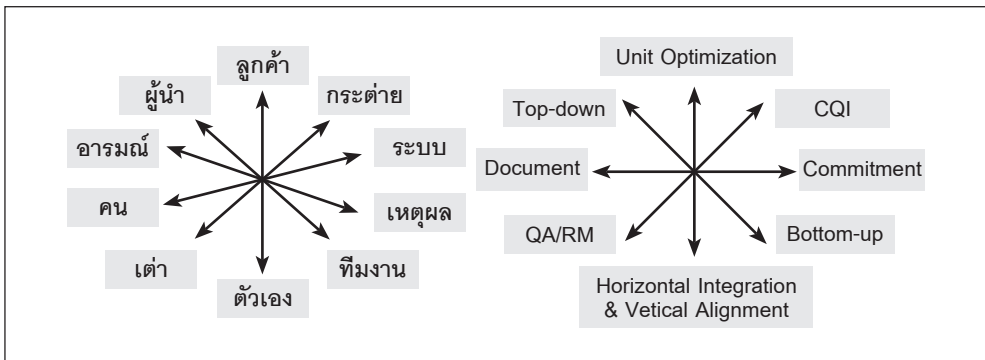 ลูกค้า
ผู้นำ
กระต่าย
อารมณ์
ระบบ
คน
เหตุผล
เต่า
ทีมงาน
ตัวเอง
Unit Optimization
Top-down
CQI
Document
Commitment
QA/RM
Bottom-up
Horizontal Integration
& Vetical Alignment